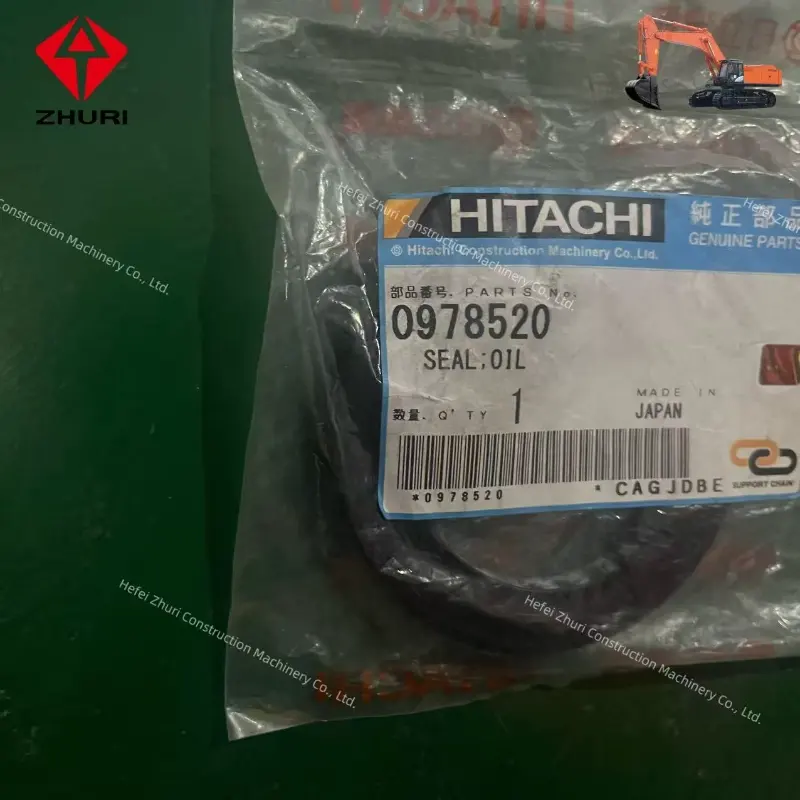 ZHURI
HITACHI
純正部品
GENUINE PARTS
© Hitachi Construction Machinery Co.,Ltd.
部品番号. PARTS No.
0978520
SEAL;OIL
数量. Q'TY 1
MADE IN
JAPAN
*0978520 * CAGJDBE
SUPPORT CHAIN
Hefei Zhuri Construction Machinery Co., Ltd.
Construction Machinery Co., Ltd.
Hefei Zhuri Construction Machinery Co., Ltd.
Hefei Zhuri Construction Machinery Co., Ltd.